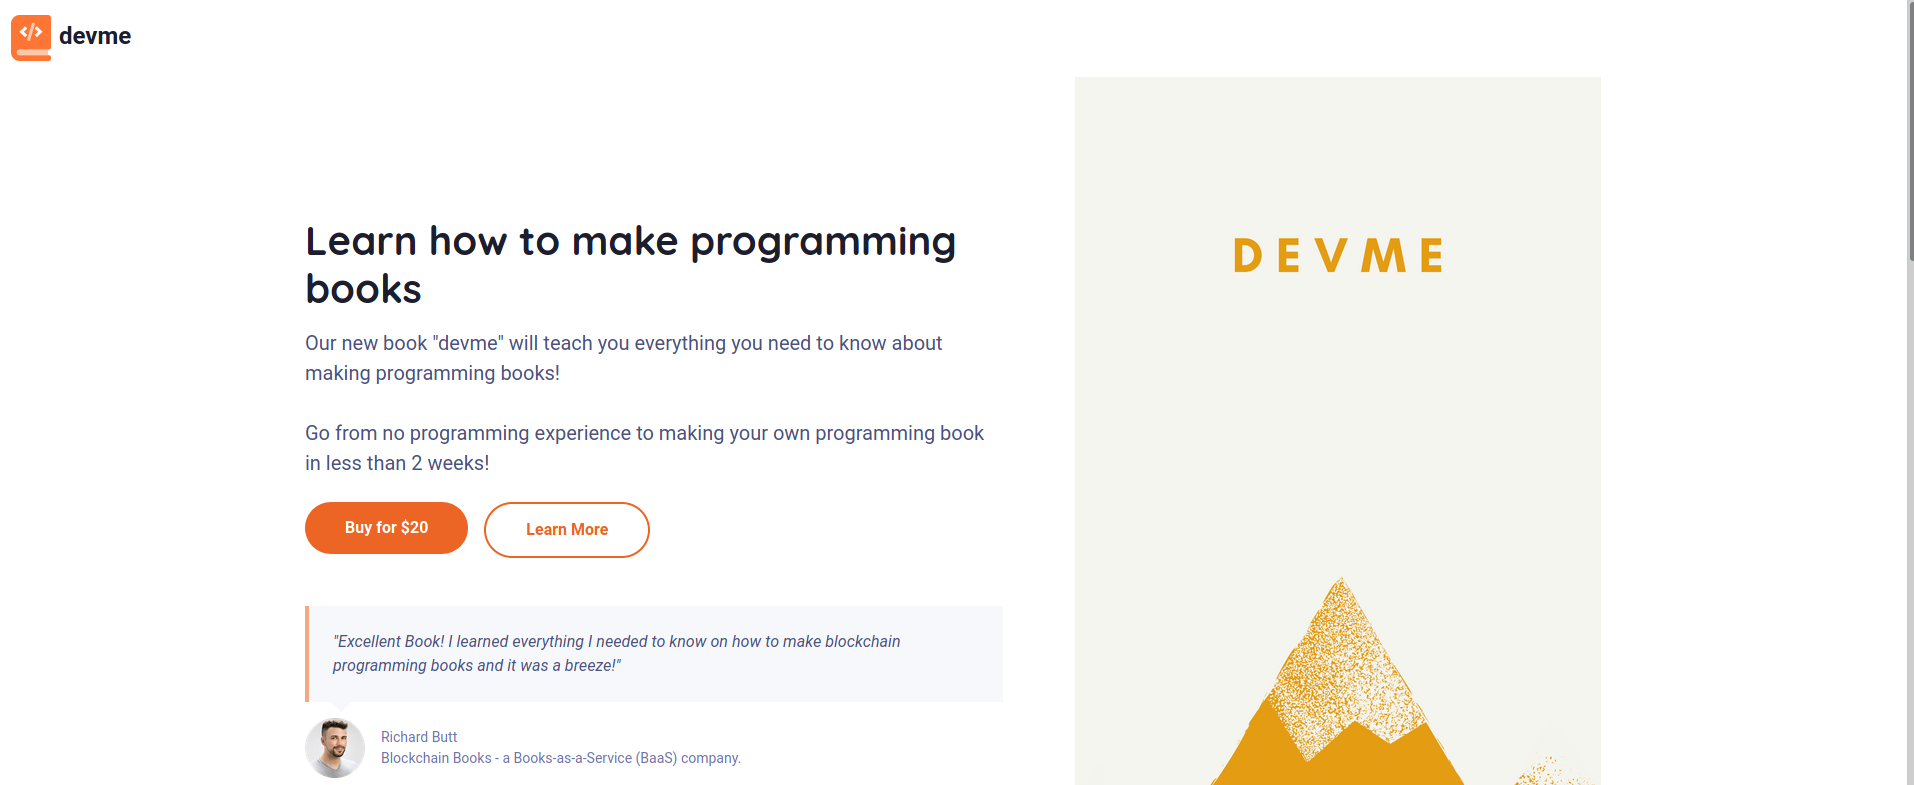 devme
Learn how to make programming
books
Our new book "devme" will teach you everything you need to know about
making programming books!
Go from no programming experience to making your own programming book
in less than 2 weeks!
Buy for $20
Learn More
"Excellent Book! I learned everything I needed to know on how to make blockchain
programming books and it was a breeze!"
Richard Butt
Blockchain Books - a Books-as-a-Service (BaaS) company.
DEVME